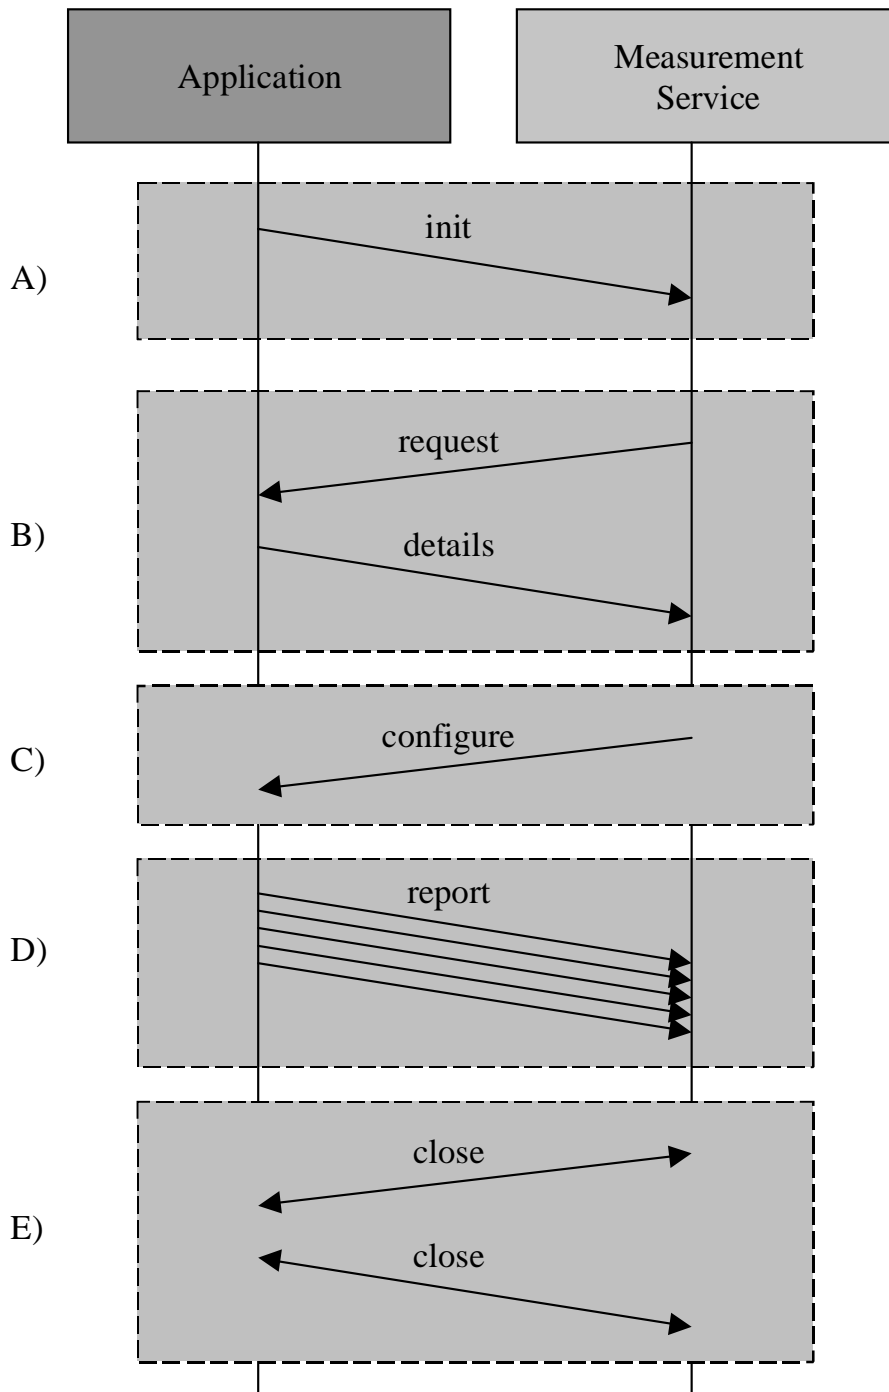 Application
Measurement
Service
A)
init
B)
request
details
C)
configure
D)
report
E)
close
close